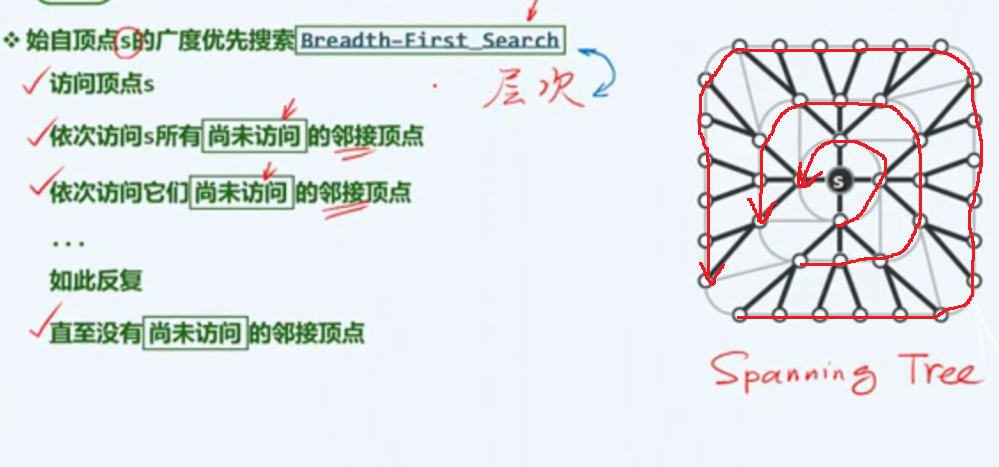 ❖ 始自顶点s的广度优先搜索 Breadth-First_Search
层次
访问顶点s
依次访问s所有 尚未访问 的邻接顶点
依次访问它们 尚未访问 的邻接顶点
...
如此反复
直至没有 尚未访问 的邻接顶点
s
Spanning Tree